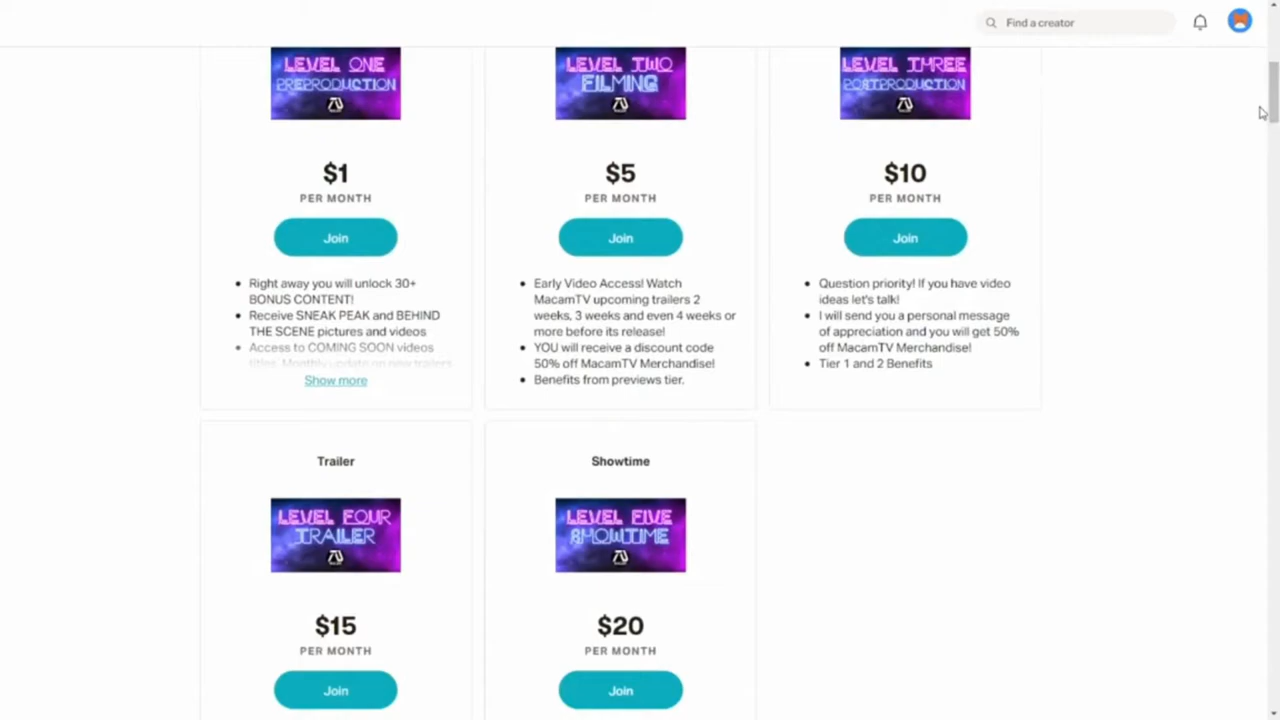 Find a creator
LEVEL ONE
PREPRODUCTION
$1
PER MONTH
Join
Right away you will unlock 30+
BONUS CONTENT!
Receive SNEAK PEAK and BEHIND
THE SCENE pictures and videos
Access to COMING SOON videos
titles. Monthly update on new trailers
Show more
LEVEL TWO
FILMING
$5
PER MONTH
Join
Early Video Access! Watch
MacamTV upcoming trailers 2
weeks, 3 weeks and even 4 weeks or
more before its release!
YOU will receive a discount code
50% off MacamTV Merchandise!
Benefits from previews tier.
LEVEL THREE
POSTPRODUCTION
$10
PER MONTH
Join
Question priority! If you have video
ideas let's talk!
I will send you a personal message
of appreciation and you will get 50%
off MacamTV Merchandise!
Tier 1 and 2 Benefits
Trailer
LEVEL FOUR
TRAILER
$15
PER MONTH
Join
Showtime
LEVEL FIVE
SHOWTIME
$20
PER MONTH
Join